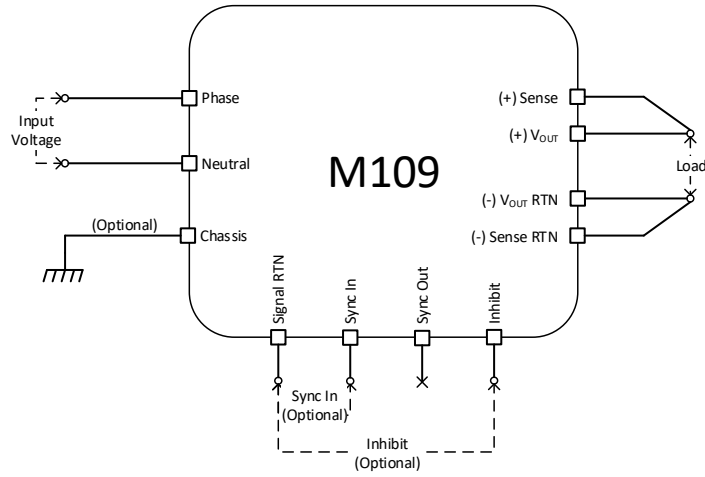 Phase
(+) Sense
Input
Voltage
(+) VOUT
Load
Neutral
M109
(-) VOUT RTN
(Optional)
Chassis
(-) Sense RTN
Signal RTN
Sync In
Sync Out
Inhibit
Sync In
(Optional)
Inhibit
(Optional)